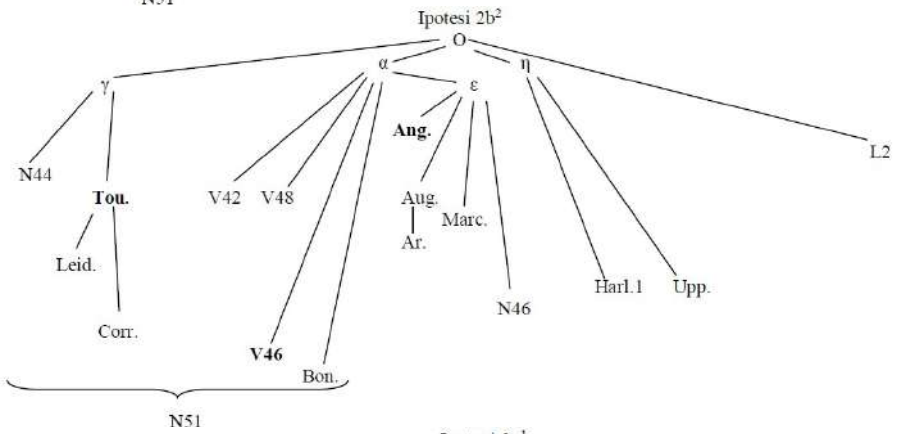 N51
Ipotesi 2b²
O
α η
γ ε
Ang.
L2
N44
Tou. V42 V48 Aug.
Marc.
Ar.
Leid.
Harl.1 Upp.
N46
Corr.
V46
Bon.
N51